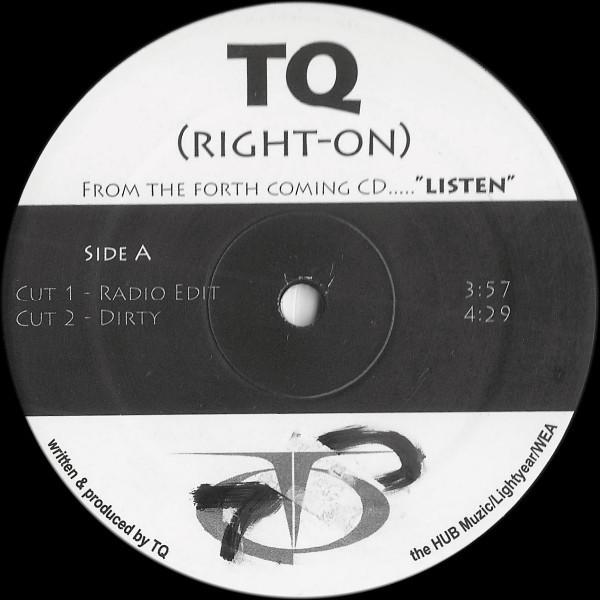 TQ
(RIGHT-ON)
FROM THE FORTH COMING CD....."LISTEN"
SIDE A
CUT 1 - RADIO EDIT 3:57
CUT 2 - DIRTY 4:29
written & produced by TQ
the HUB Muzic/Lightyear/WEA